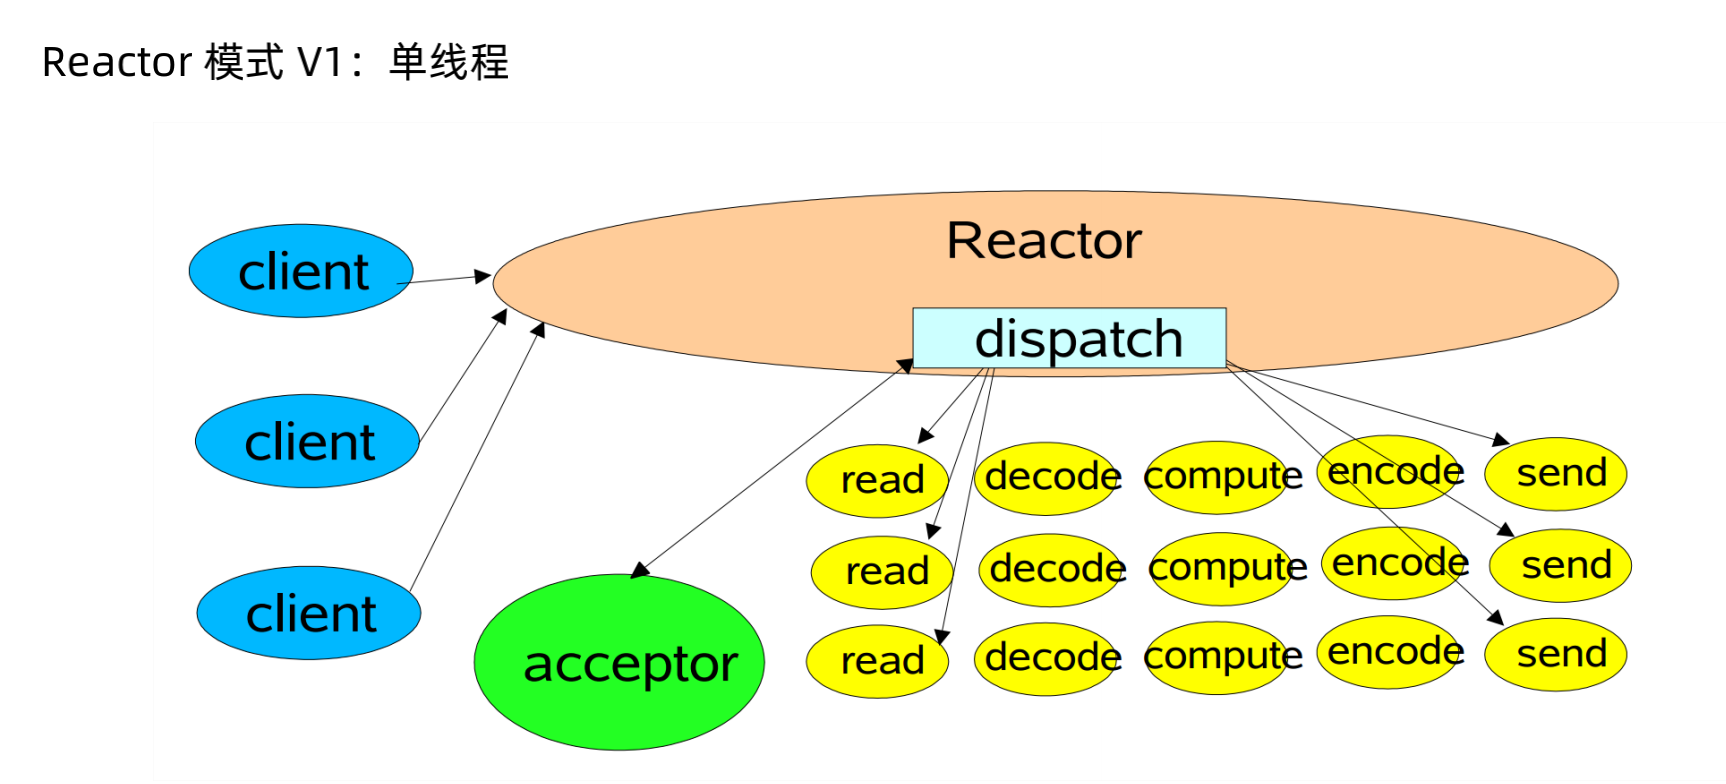 Reactor 模式 V1：单线程
Reactor
client
dispatch
client
read decode compute encode send
read decode compute encode send
client
acceptor
read decode compute encode send